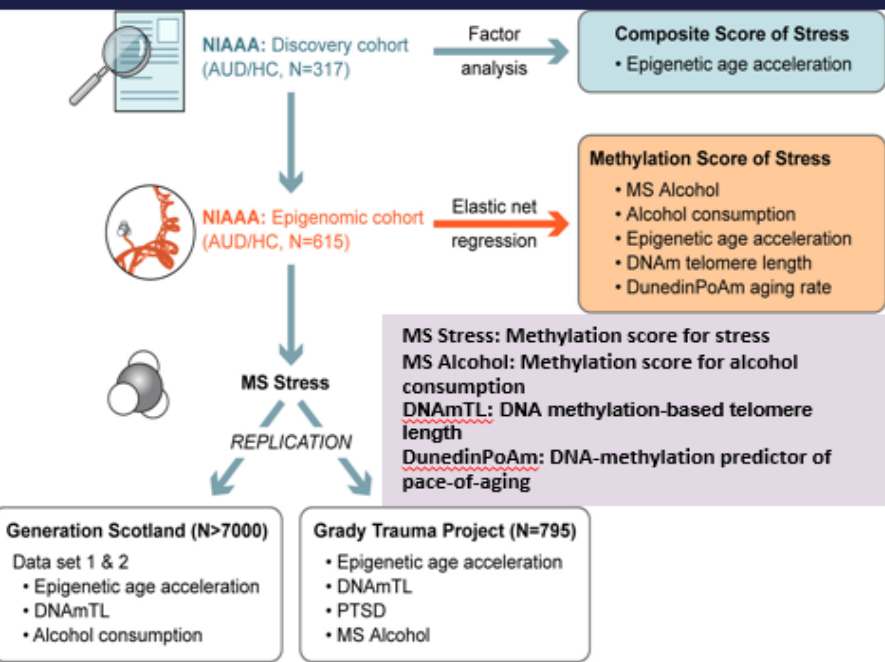 NIAAA: Discovery cohort
(AUD/HC, N=317)
Factor
analysis
Composite Score of Stress
• Epigenetic age acceleration
NIAAA: Epigenomic cohort
(AUD/HC, N=615)
Elastic net
regression
Methylation Score of Stress
• MS Alcohol
• Alcohol consumption
• Epigenetic age acceleration
• DNAm telomere length
• DunedinPoAm aging rate
MS Stress: Methylation score for stress
MS Alcohol: Methylation score for alcohol
consumption
DNAmTL: DNA methylation-based telomere
length
DunedinPoAm: DNA-methylation predictor of
pace-of-aging
MS Stress
REPLICATION
Generation Scotland (N>7000)
Data set 1 & 2
• Epigenetic age acceleration
• DNAmTL
• Alcohol consumption
Grady Trauma Project (N=795)
• Epigenetic age acceleration
• DNAmTL
• PTSD
• MS Alcohol